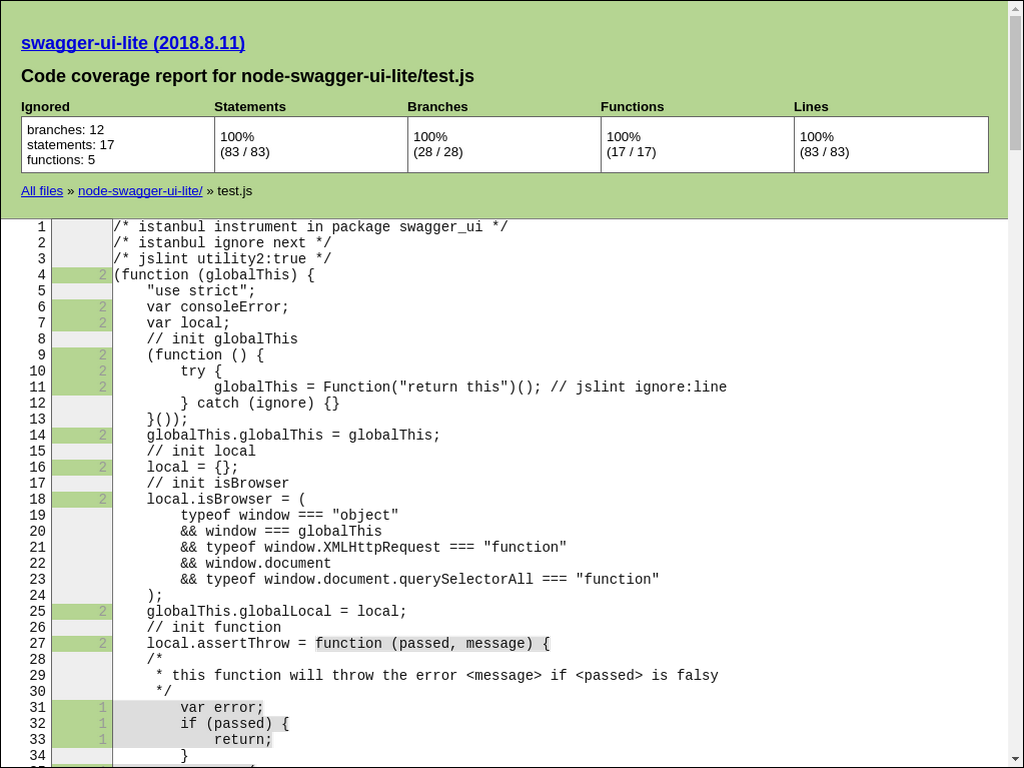 swagger-ui-lite (2018.8.11)
Code coverage report for node-swagger-ui-lite/test.js
Ignored Statements Branches Functions Lines
branches: 12
statements: 17
functions: 5
100% 100% 100% 100%
(83 / 83) (28 / 28) (17 / 17) (83 / 83)
All files » node-swagger-ui-lite/ » test.js
1 /* istanbul instrument in package swagger_ui */
2 /* istanbul ignore next */
3 /* jslint utility2:true */
4 2 (function (globalThis) {
5 "use strict";
6 2 var consoleError;
7 2 var local;
8 // init globalThis
9 2 (function () {
10 2 try {
11 2 globalThis = Function("return this")(); // jslint ignore:line
12 } catch (ignore) {}
13 }());
14 2 globalThis.globalThis = globalThis;
15 // init local
16 2 local = {};
17 // init isBrowser
18 2 local.isBrowser = (
19 typeof window === "object"
20 && window === globalThis
21 && typeof window.XMLHttpRequest === "function"
22 && window.document
23 && typeof window.document.querySelectorAll === "function"
24 );
25 2 globalThis.globalLocal = local;
26 // init function
27 2 local.assertThrow = function (passed, message) {
28 /*
29 * this function will throw the error <message> if <passed> is falsy
30 */
31 1 var error;
32 1 if (passed) {
33 1 return;
34 }